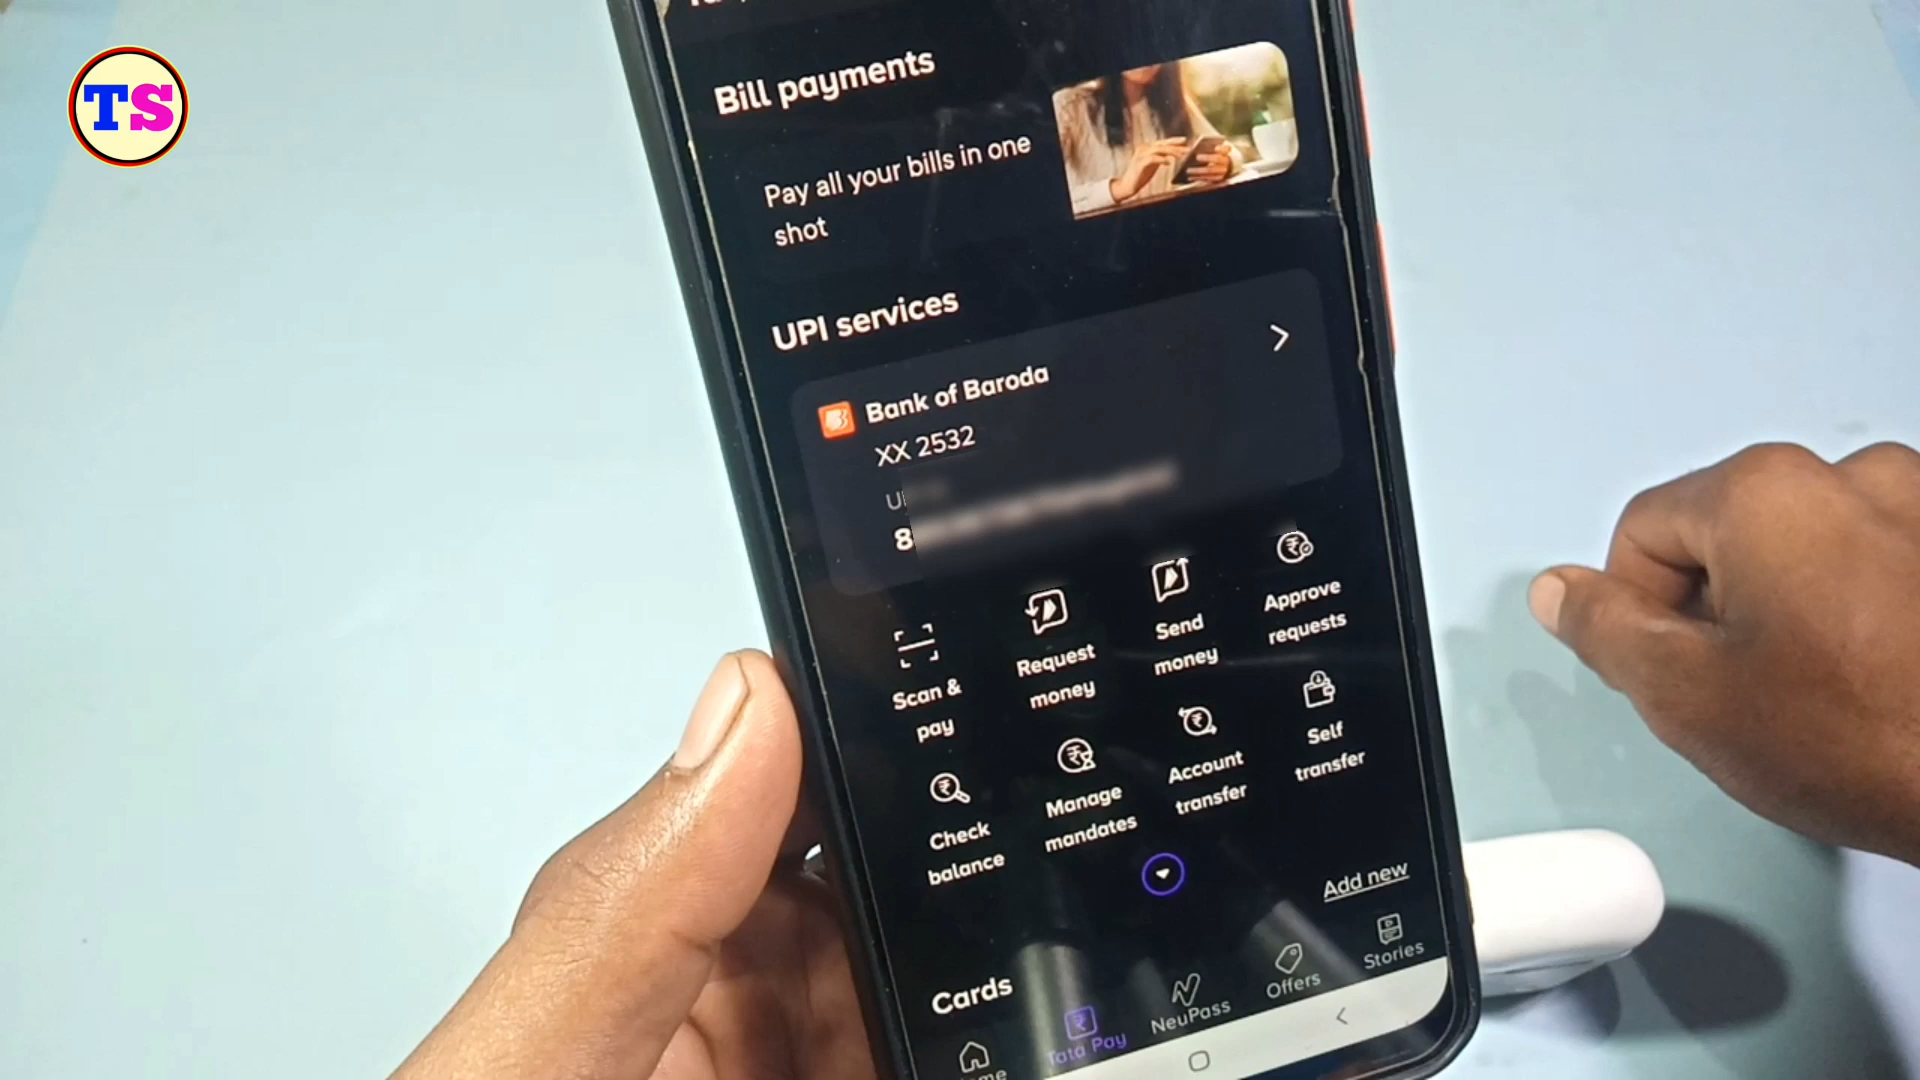 TS
Bill payments
Pay all your bills in one
shot
UPI services
Bank of Baroda
XX 2532
8
Scan &
pay
Request
money
Send
money
Approve
requests
Check
balance
Manage
mandates
Account
transfer
Self
transfer
Add new
Cards
Tata Pay
NeuPass
Offers
Stories